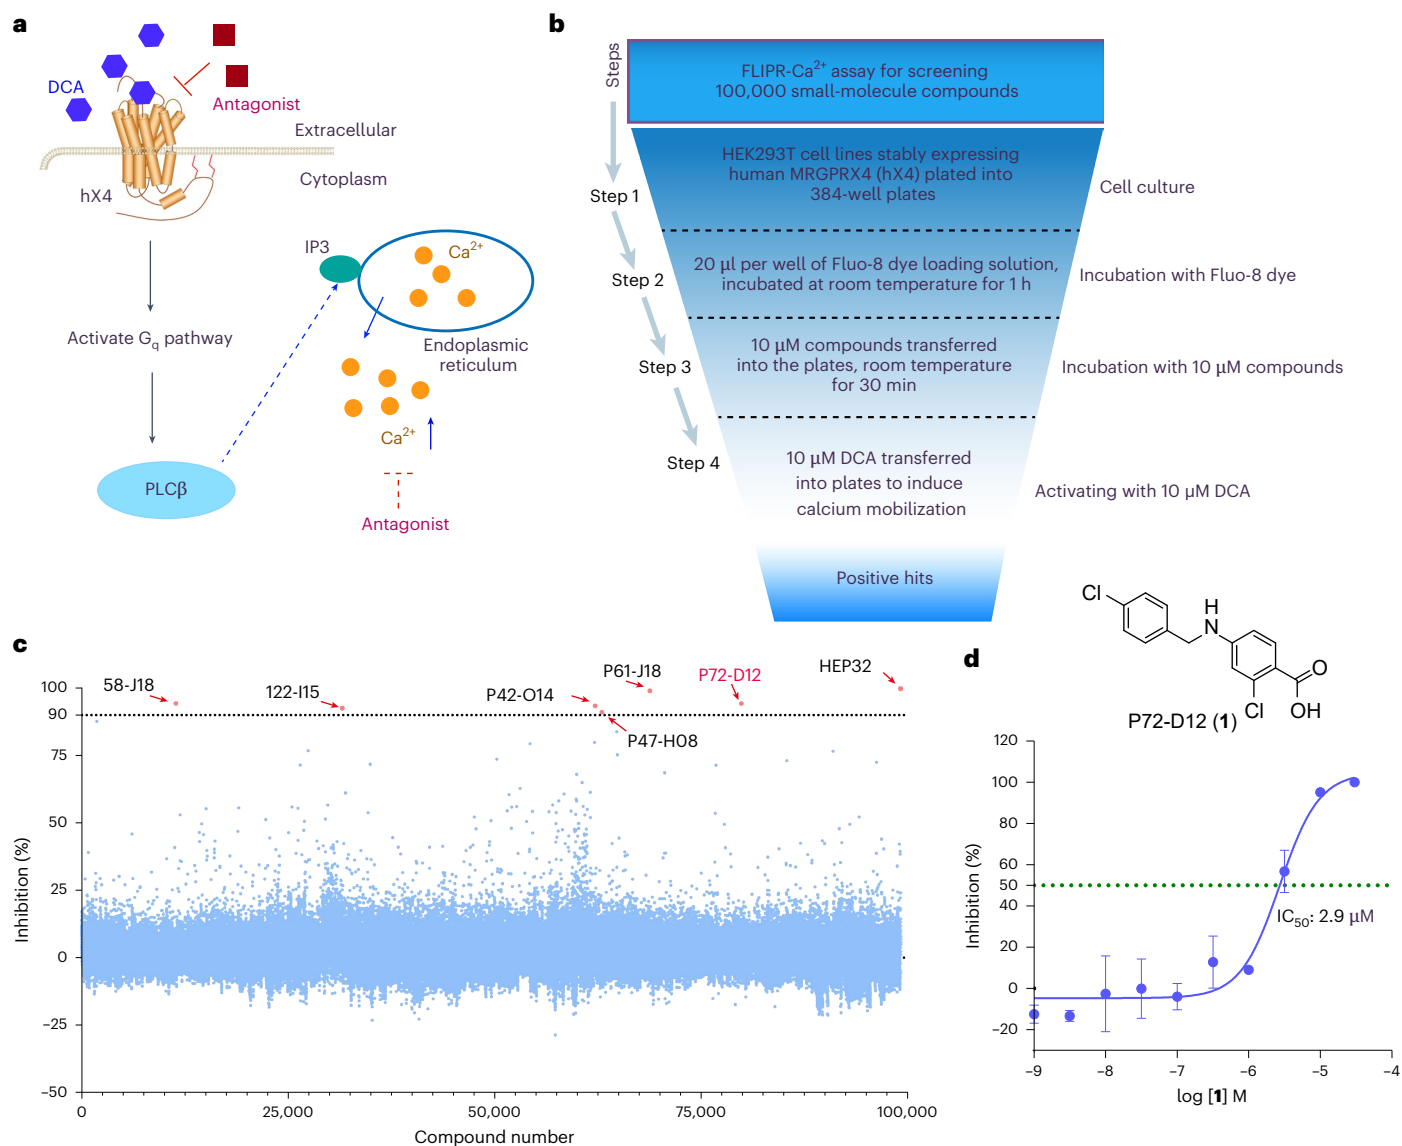 a
DCA
Antagonist
Extracellular
Cytoplasm
hX4
IP3
Ca2+
Endoplasmic
reticulum
Activate Gq pathway
Ca2+
PLCβ
Antagonist
b
Steps
FLIPR-Ca2+ assay for screening
100,000 small-molecule compounds
HEK293T cell lines stably expressing
human MRGPRX4 (hX4) plated into
384-well plates
Step 1
Cell culture
20 µl per well of Fluo-8 dye loading solution,
incubated at room temperature for 1 h
Step 2
Incubation with Fluo-8 dye
10 µM compounds transferred
into the plates, room temperature
for 30 min
Step 3
Incubation with 10 µM compounds
10 µM DCA transferred
into plates to induce
calcium mobilization
Step 4
Activating with 10 µM DCA
Positive hits
c
Inhibition (%)
100
90
75
50
25
0
−25
−50
58-J18
122-I15
P42-O14
P61-J18
P47-H08
P72-D12
HEP32
0
25,000
50,000
75,000
100,000
Compound number
d
Cl
H
N
O
Cl
OH
P72-D12 (1)
Inhibition (%)
120
100
80
60
50
40
20
0
−20
IC50: 2.9 µM
−9
−8
−7
−6
−5
−4
log [1] M